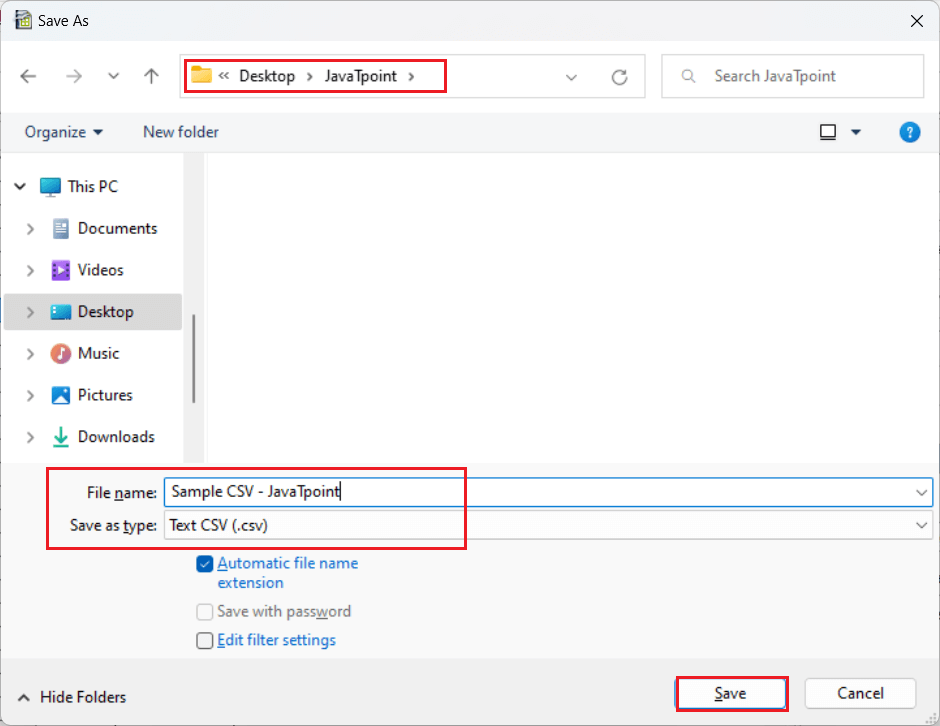 Save As
« Desktop › JavaTpoint ›
Search JavaTpoint
Organize
New folder
?
This PC
Documents
Videos
Desktop
Music
Pictures
Downloads
File name: Sample CSV - JavaTpoint
Save as type: Text CSV (.csv)
Automatic file name
extension
Save with password
Edit filter settings
Hide Folders
Save
Cancel